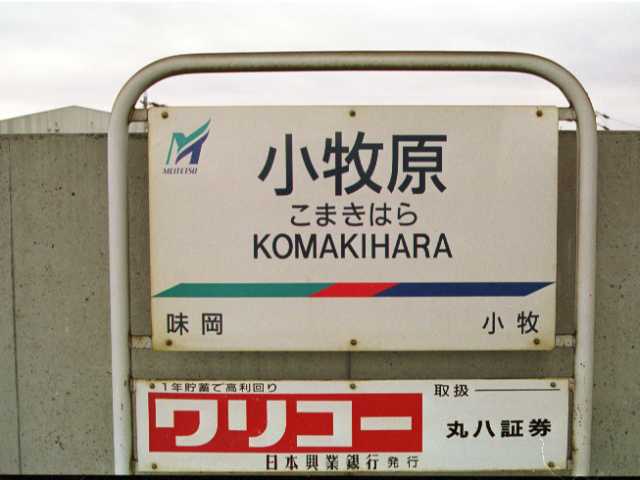 MEITETSU
小牧原
こまきはら
KOMAKIHARA
味岡 小牧
1年貯蓄で高利回り
取扱
ワリコー
丸八証券
日本興業銀行発行